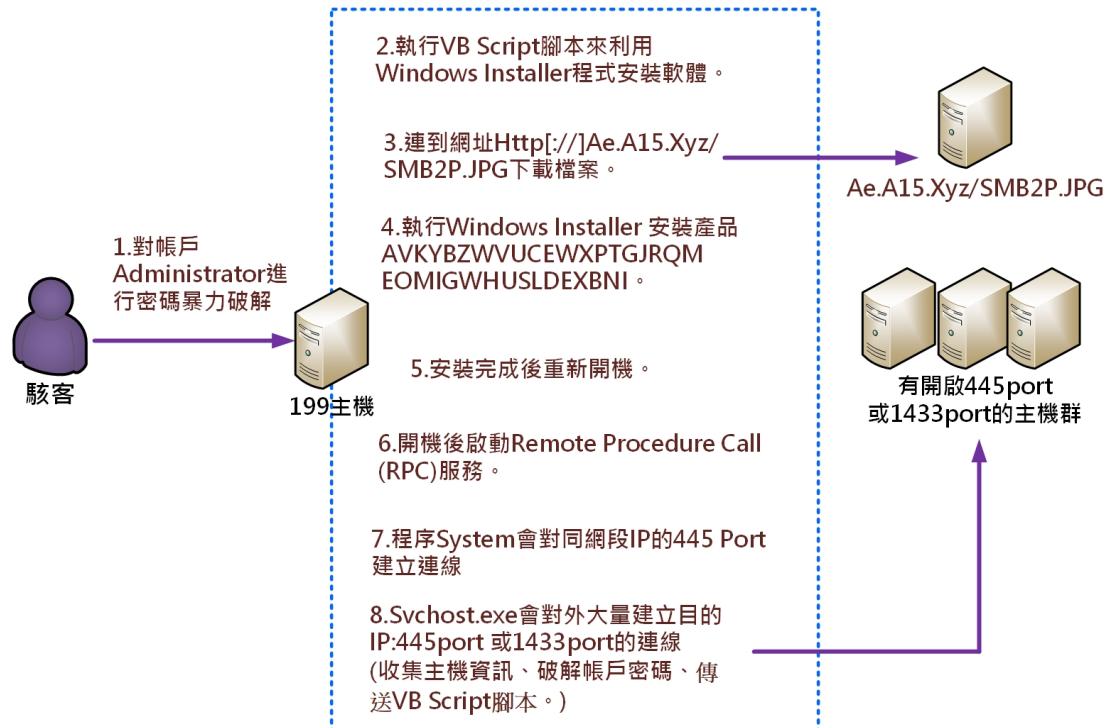 2.執行VB Script腳本來利用
Windows Installer程式安裝軟體。
3.連到網址Http[://]Ae.A15.Xyz/
SMB2P.JPG下載檔案。
Ae.A15.Xyz/SMB2P.JPG
4.執行Windows Installer 安裝產品
AVKYBZWVUCEWXPTGJRQM
EOMIGWHUSLDEXBNI。
1.對帳戶
Administrator進
行密碼暴力破解
駭客
199主機
5.安裝完成後重新開機。
有開啟445port
或1433port的主機群
6.開機後啟動Remote Procedure Call
(RPC)服務。
7.程序System會對同網段IP的445 Port
建立連線
8.Svchost.exe會對外大量建立目的
IP:445port 或1433port的連線
(收集主機資訊、破解帳戶密碼、傳
送VB Script腳本。)